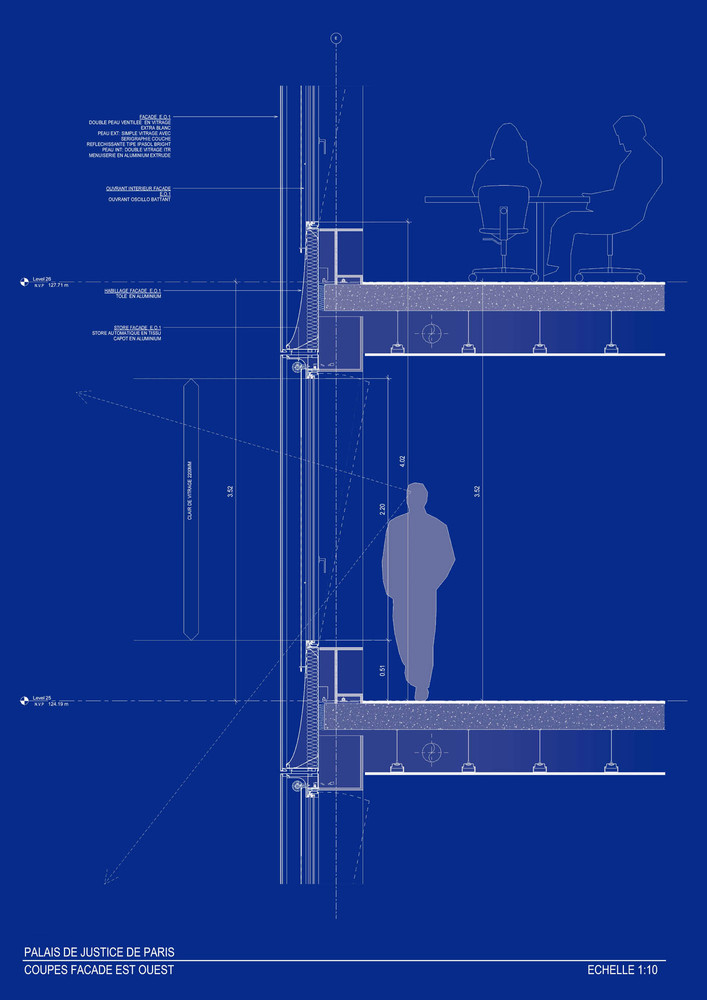 E
FACADE E.O.1
DOUBLE PEAU VENTILEE EN VITRAGE
EXTRA BLANC
PEAU EXT: SIMPLE VITRAGE AVEC
SERIGRAPHIE COUCHE
REFLECHISSANTE TIPE IPASOL BRIGHT
PEAU INT: DOUBLE VITRAGE ITR
MENUISERIE EN ALUMINIUM EXTRUDE
OUVRANT INTERIEUR FACADE
E.O.1
OUVRANT OSCILLO BATTANT
Level 26
N.V.P 127.71 m
HABILLAGE FACADE E.O.1
TOLE EN ALUMINIUM
STORE FACADE E.O.1
STORE AUTOMATIQUE EN TISSU
CAPOT EN ALUMINIUM
CLAIR DE VITRAGE 2200MM
3.52
2.20
4.02
3.52
0.51
Level 25
N.V.P 124.19 m
PALAIS DE JUSTICE DE PARIS
COUPES FACADE EST OUEST
ECHELLE 1:10